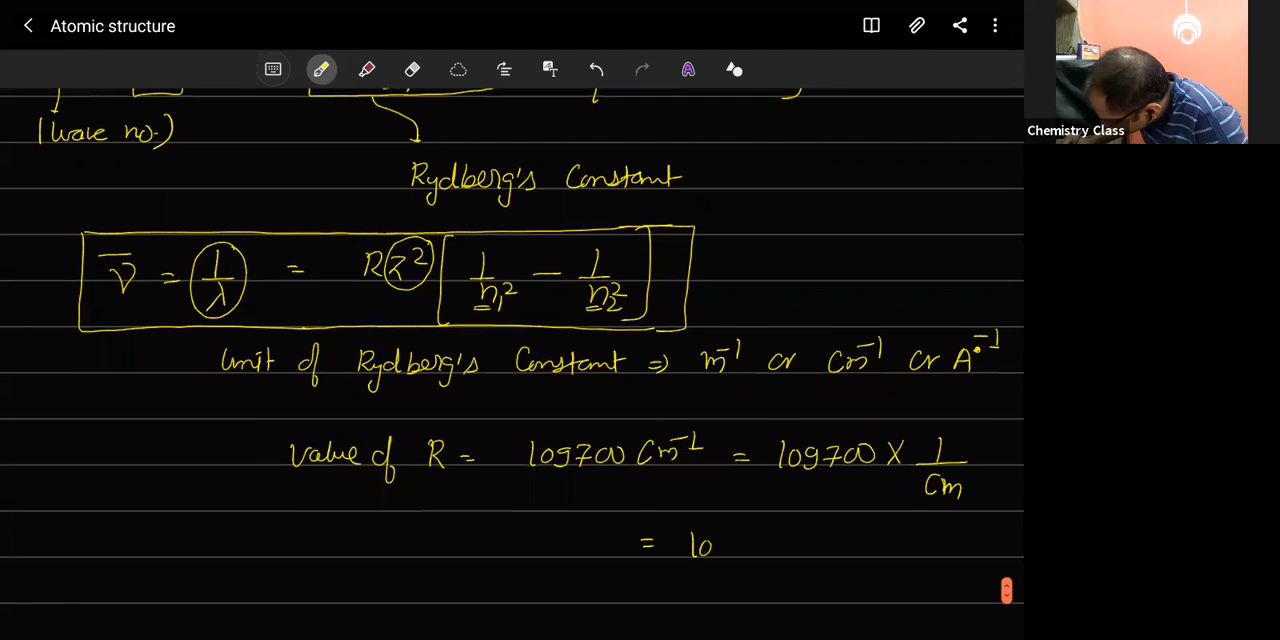 Atomic structure
Chemistry Class
(wave no.)
Rydberg's Constant
ν̅ = 1/λ = RZ² [ 1/n₁² − 1/n₂² ]
Unit of Rydberg's Constant ⇒ m⁻¹ or Cm⁻¹ or A°⁻¹
Value of R = 109700 Cm⁻¹ = 109700 × 1/Cm
= 10